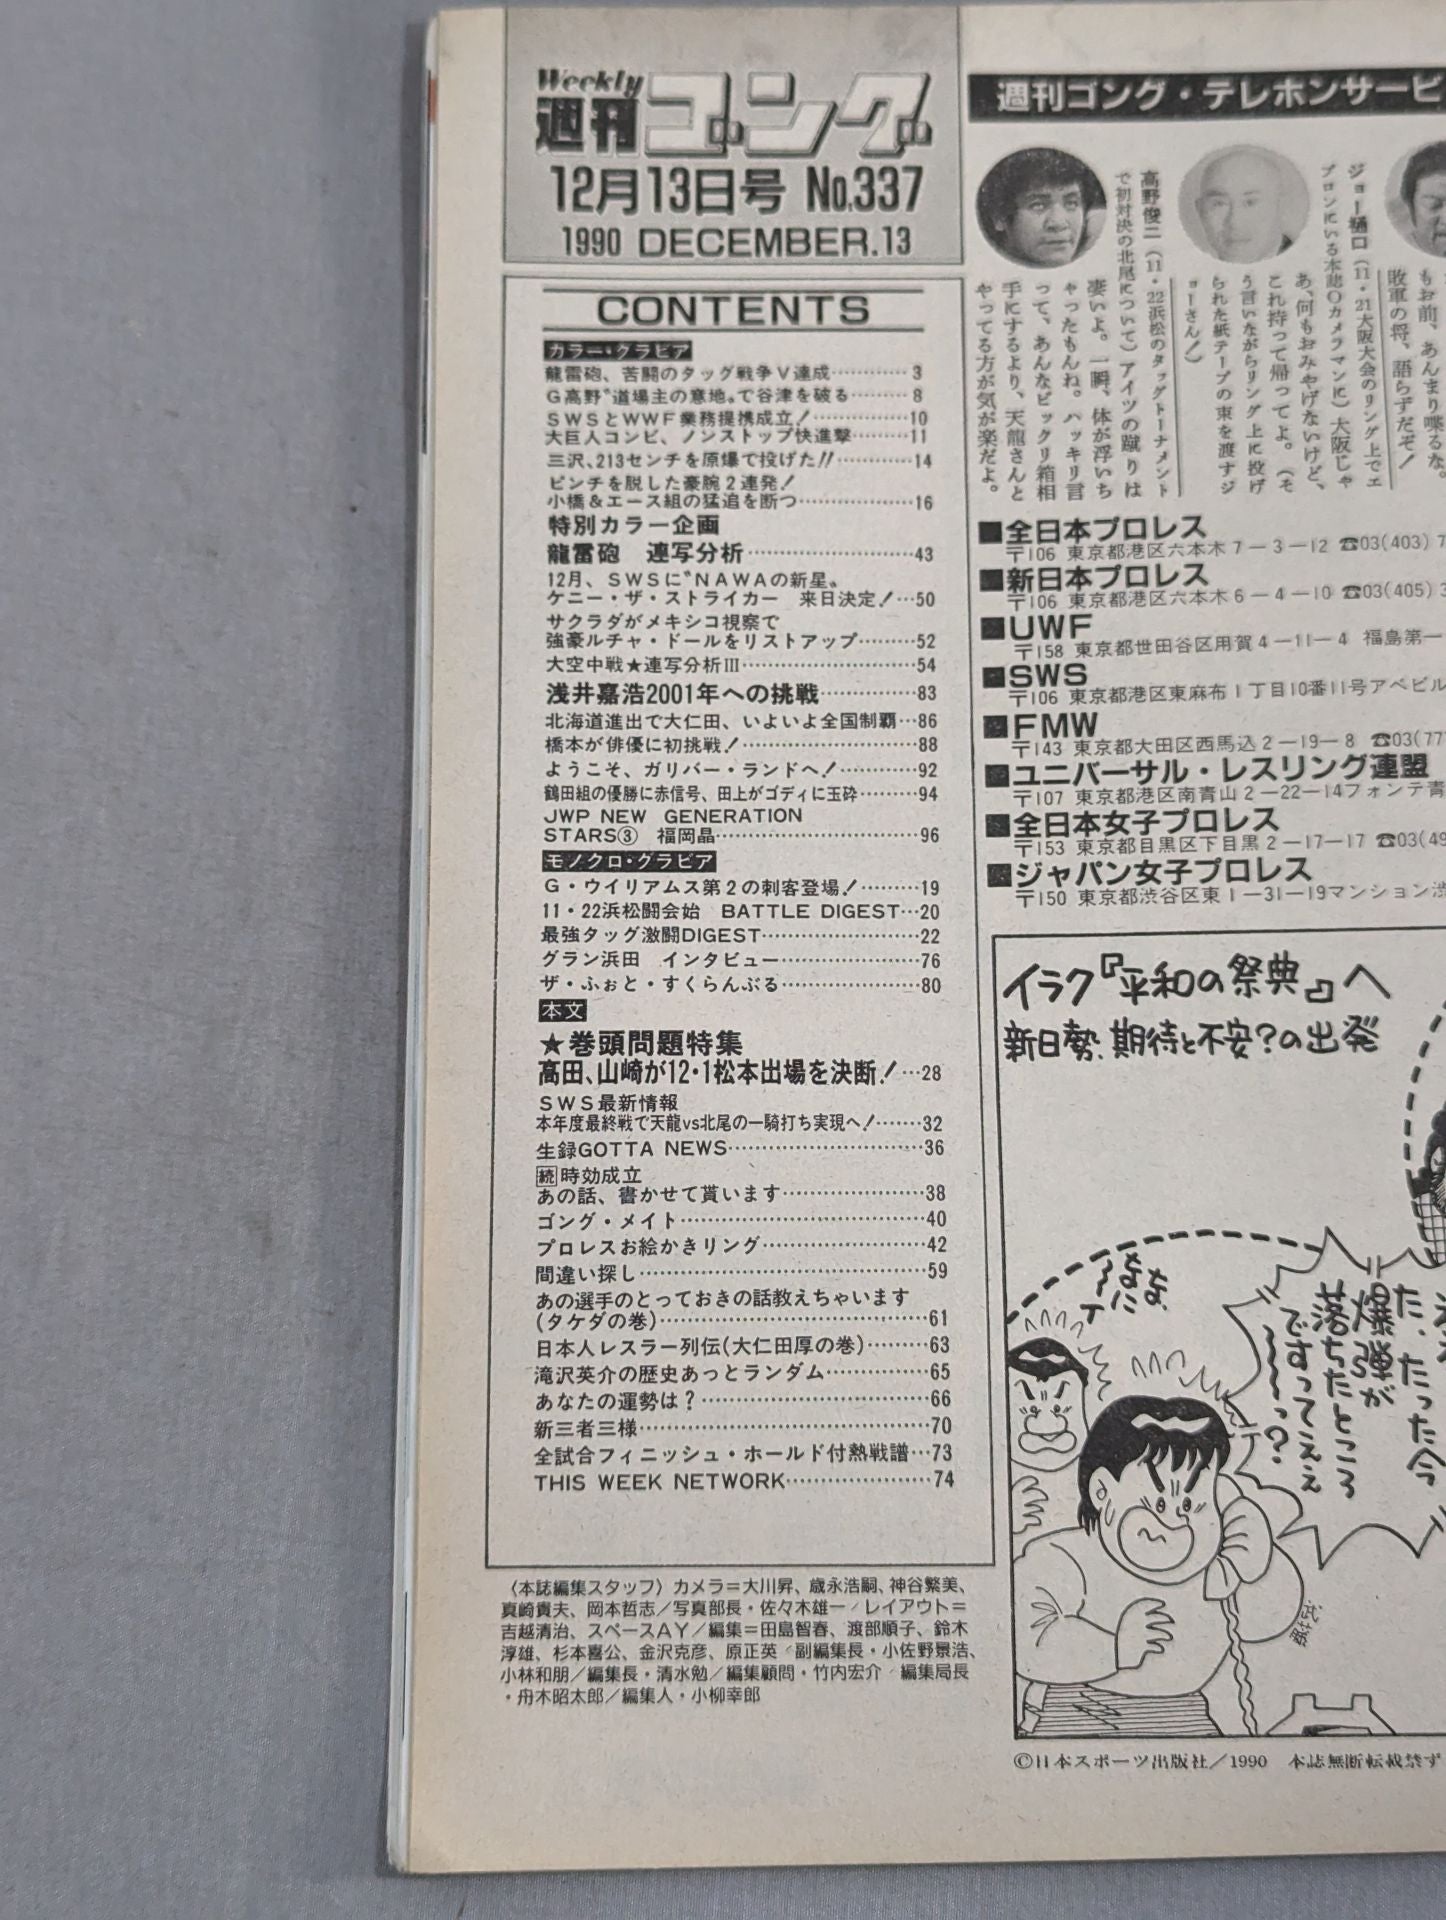 Weekly
週刊ゴング
12月13日号 No.337
1990 DECEMBER.13
CONTENTS
カラー・グラビア
龍雷砲、苦闘のタッグ戦争V達成…………3
G高野〝道場主の意地〟で谷津を破る………8
SWSとWWF業務提携成立!……………10
大巨人コンビ、ノンストップ快進撃………11
三沢、213センチを原爆で投げた!!…………14
ピンチを脱した豪腕2連発!
小橋&エース組の猛追を断つ………………16
特別カラー企画
龍雷砲 連写分析……………………43
12月、SWSに〝NAWAの新星〟
ケニー・ザ・ストライカー 来日決定!…50
サクラダがメキシコ視察で
強豪ルチャ・ドールをリストアップ………52
大空中戦★連写分析III……………………54
浅井嘉浩2001年への挑戦……………83
北海道進出で大仁田、いよいよ全国制覇…86
橋本が俳優に初挑戦!……………………88
ようこそ、ガリバー・ランドへ!…………92
鶴田組の優勝に赤信号、田上がゴディに玉砕………94
JWP NEW GENERATION
STARS③ 福岡晶…………………………96
モノクロ・グラビア
G・ウイリアムス第2の刺客登場!………19
11・22浜松闘会始 BATTLE DIGEST…20
最強タッグ激闘DIGEST……………………22
グラン浜田 インタビュー…………………76
ザ・ふぉと・すくらんぶる…………………80
本文
★巻頭問題特集
高田、山崎が12・1松本出場を決断!…28
SWS最新情報
本年度最終戦で天龍vs北尾の一騎打ち実現へ!……32
生録GOTTA NEWS…………………………36
続時効成立
あの話、書かせて貰います…………………38
ゴング・メイト………………………………40
プロレスお絵かきリング……………………42
間違い探し……………………………………59
あの選手のとっておきの話教えちゃいます
(タケダの巻)…………………………………61
日本人レスラー列伝(大仁田厚の巻)………63
滝沢英介の歴史あっとランダム……………65
あなたの運勢は?……………………………66
新三者三様……………………………………70
全試合フィニッシュ・ホールド付熱戦譜…73
THIS WEEK NETWORK…………………74
〈本誌編集スタッフ〉カメラ=大川昇、歳永浩嗣、神谷繁美、
真崎貴夫、岡本哲志/写真部長・佐々木雄一/レイアウト=
吉越清治、スペースAY/編集=田島智春、渡部順子、鈴木
淳雄、杉本喜公、金沢克彦、原正英/副編集長・小佐野景浩、
小林和朋/編集長・清水勉/編集顧問・竹内宏介/編集局長
・舟木昭太郎/編集人・小柳幸郎
週刊ゴング・テレホンサービ
高野俊二(11・22浜松のタッグトーナメント
で初対決の北尾について)アイツの蹴りは
凄いよ。一瞬、体が浮いち
ゃったもんね。ハッキリ言
って、あんなビックリ箱相
手にするより、天龍さんと
やってる方が気が楽だよ。
ジョー樋口(11・21大阪大会のリング上でエ
プロンにいる本誌Oカメラマンに)大阪じゃ
あ、何もおみやげないけど、
これ持って帰ってよ。(そ
う言いながらリング上に投げ
られた紙テープの束を渡すジ
ョーさん!)
もお前、あんまり喋るな。
敗軍の将、語らずだぞ!
■全日本プロレス
〒106 東京都港区六本木7-3-12 ☎03(403)7
■新日本プロレス
〒106 東京都港区六本木6-4-10 ☎03(405)3
■UWF
〒158 東京都世田谷区用賀4-11-4 福島第一
■SWS
〒106 東京都港区東麻布1丁目10番11号アベビル
■FMW
〒143 東京都大田区西馬込2-19-8 ☎03(77
■ユニバーサル・レスリング連盟
〒107 東京都港区南青山2-22-14フォンテ青
■全日本女子プロレス
〒153 東京都目黒区下目黒2-17-17 ☎03(49
■ジャパン女子プロレス
〒150 東京都渋谷区東1-31-19マンション渋
イラク『平和の祭典』へ
新日勢、期待と不安?の出発
た、たった今
爆弾が
落ちたところ
ですってええ
〜〜っ?
な、
なに
〜ィ
©日本スポーツ出版社/1990 本誌無断転載禁ず